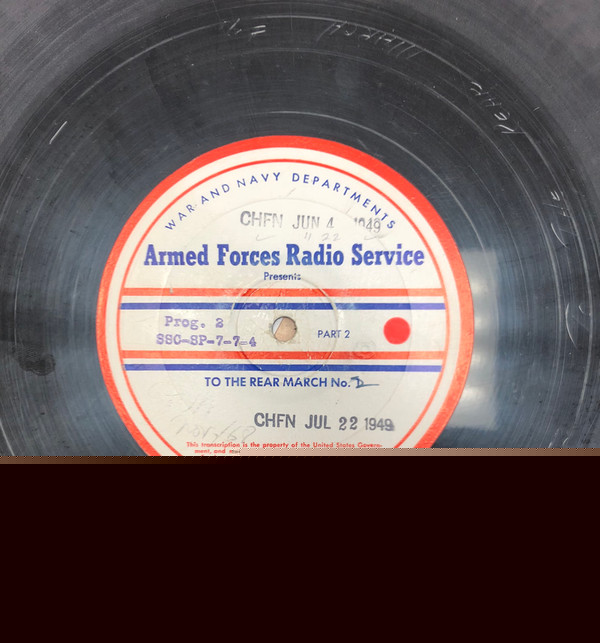 WAR AND NAVY DEPARTMENTS
CHFN JUN 4 1949
" 22
Armed Forces Radio Service
Presents
Prog. 2
SSC-SP-7-7-4
PART 2
TO THE REAR MARCH No. 2
CHFN JUL 22 1949
This transcription is the property of the United States Govern-
ment, and